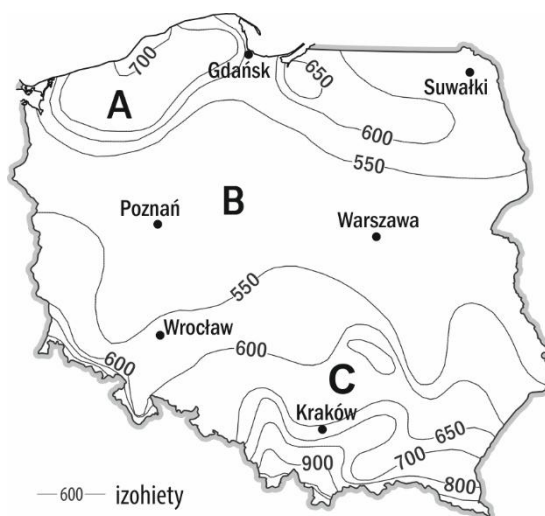 700
Gdańsk
650
Suwałki
A
600
550
B
Poznań
Warszawa
550
Wrocław
600
600
C
Kraków
650
700
900
800
—600— izohiety